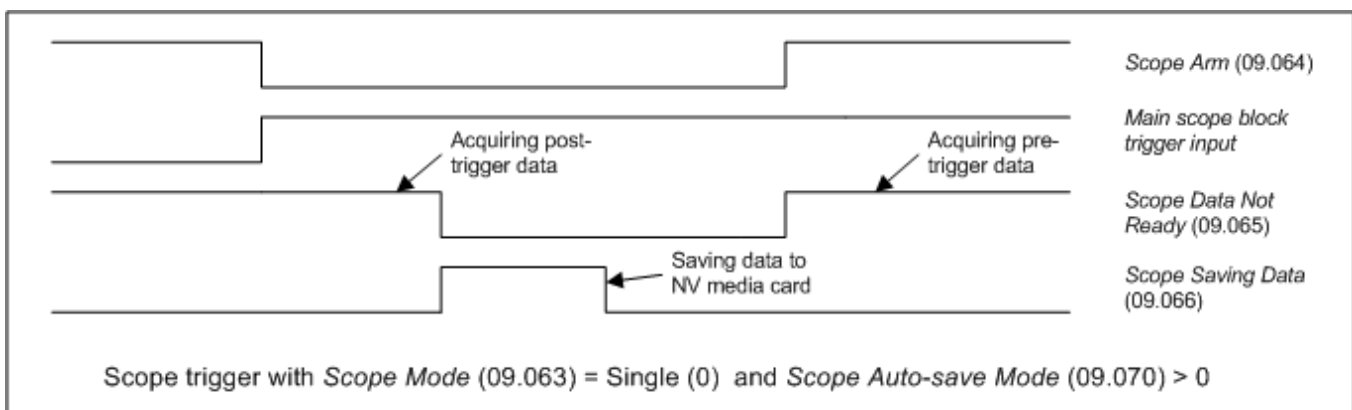 Scope Arm (09.064)
Main scope block
trigger input
Acquiring post-
trigger data
Acquiring pre-
trigger data
Scope Data Not
Ready (09.065)
Saving data to
NV media card
Scope Saving Data
(09.066)
Scope trigger with Scope Mode (09.063) = Single (0) and Scope Auto-save Mode (09.070) > 0